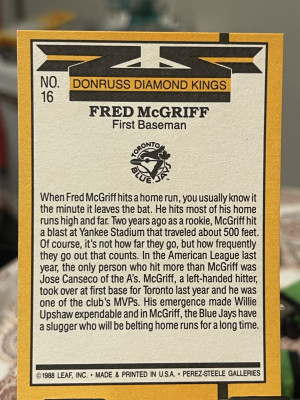 NO.
16
DONRUSS DIAMOND KINGS
FRED McGRIFF
First Baseman
TORONTO
BLUE JAYS
When Fred McGriff hits a home run, you usually know it
the minute it leaves the bat. He hits most of his home
runs high and far. Two years ago as a rookie, McGriff hit
a blast at Yankee Stadium that traveled about 500 feet.
Of course, it's not how far they go, but how frequently
they go out that counts. In the American League last
year, the only person who hit more than McGriff was
Jose Canseco of the A's. McGriff, a left-handed hitter,
took over at first base for Toronto last year and he was
one of the club's MVPs. His emergence made Willie
Upshaw expendable and in McGriff, the Blue Jays have
a slugger who will be belting home runs for a long time.
©1988 LEAF, INC. • MADE & PRINTED IN U.S.A. • PEREZ-STEELE GALLERIES